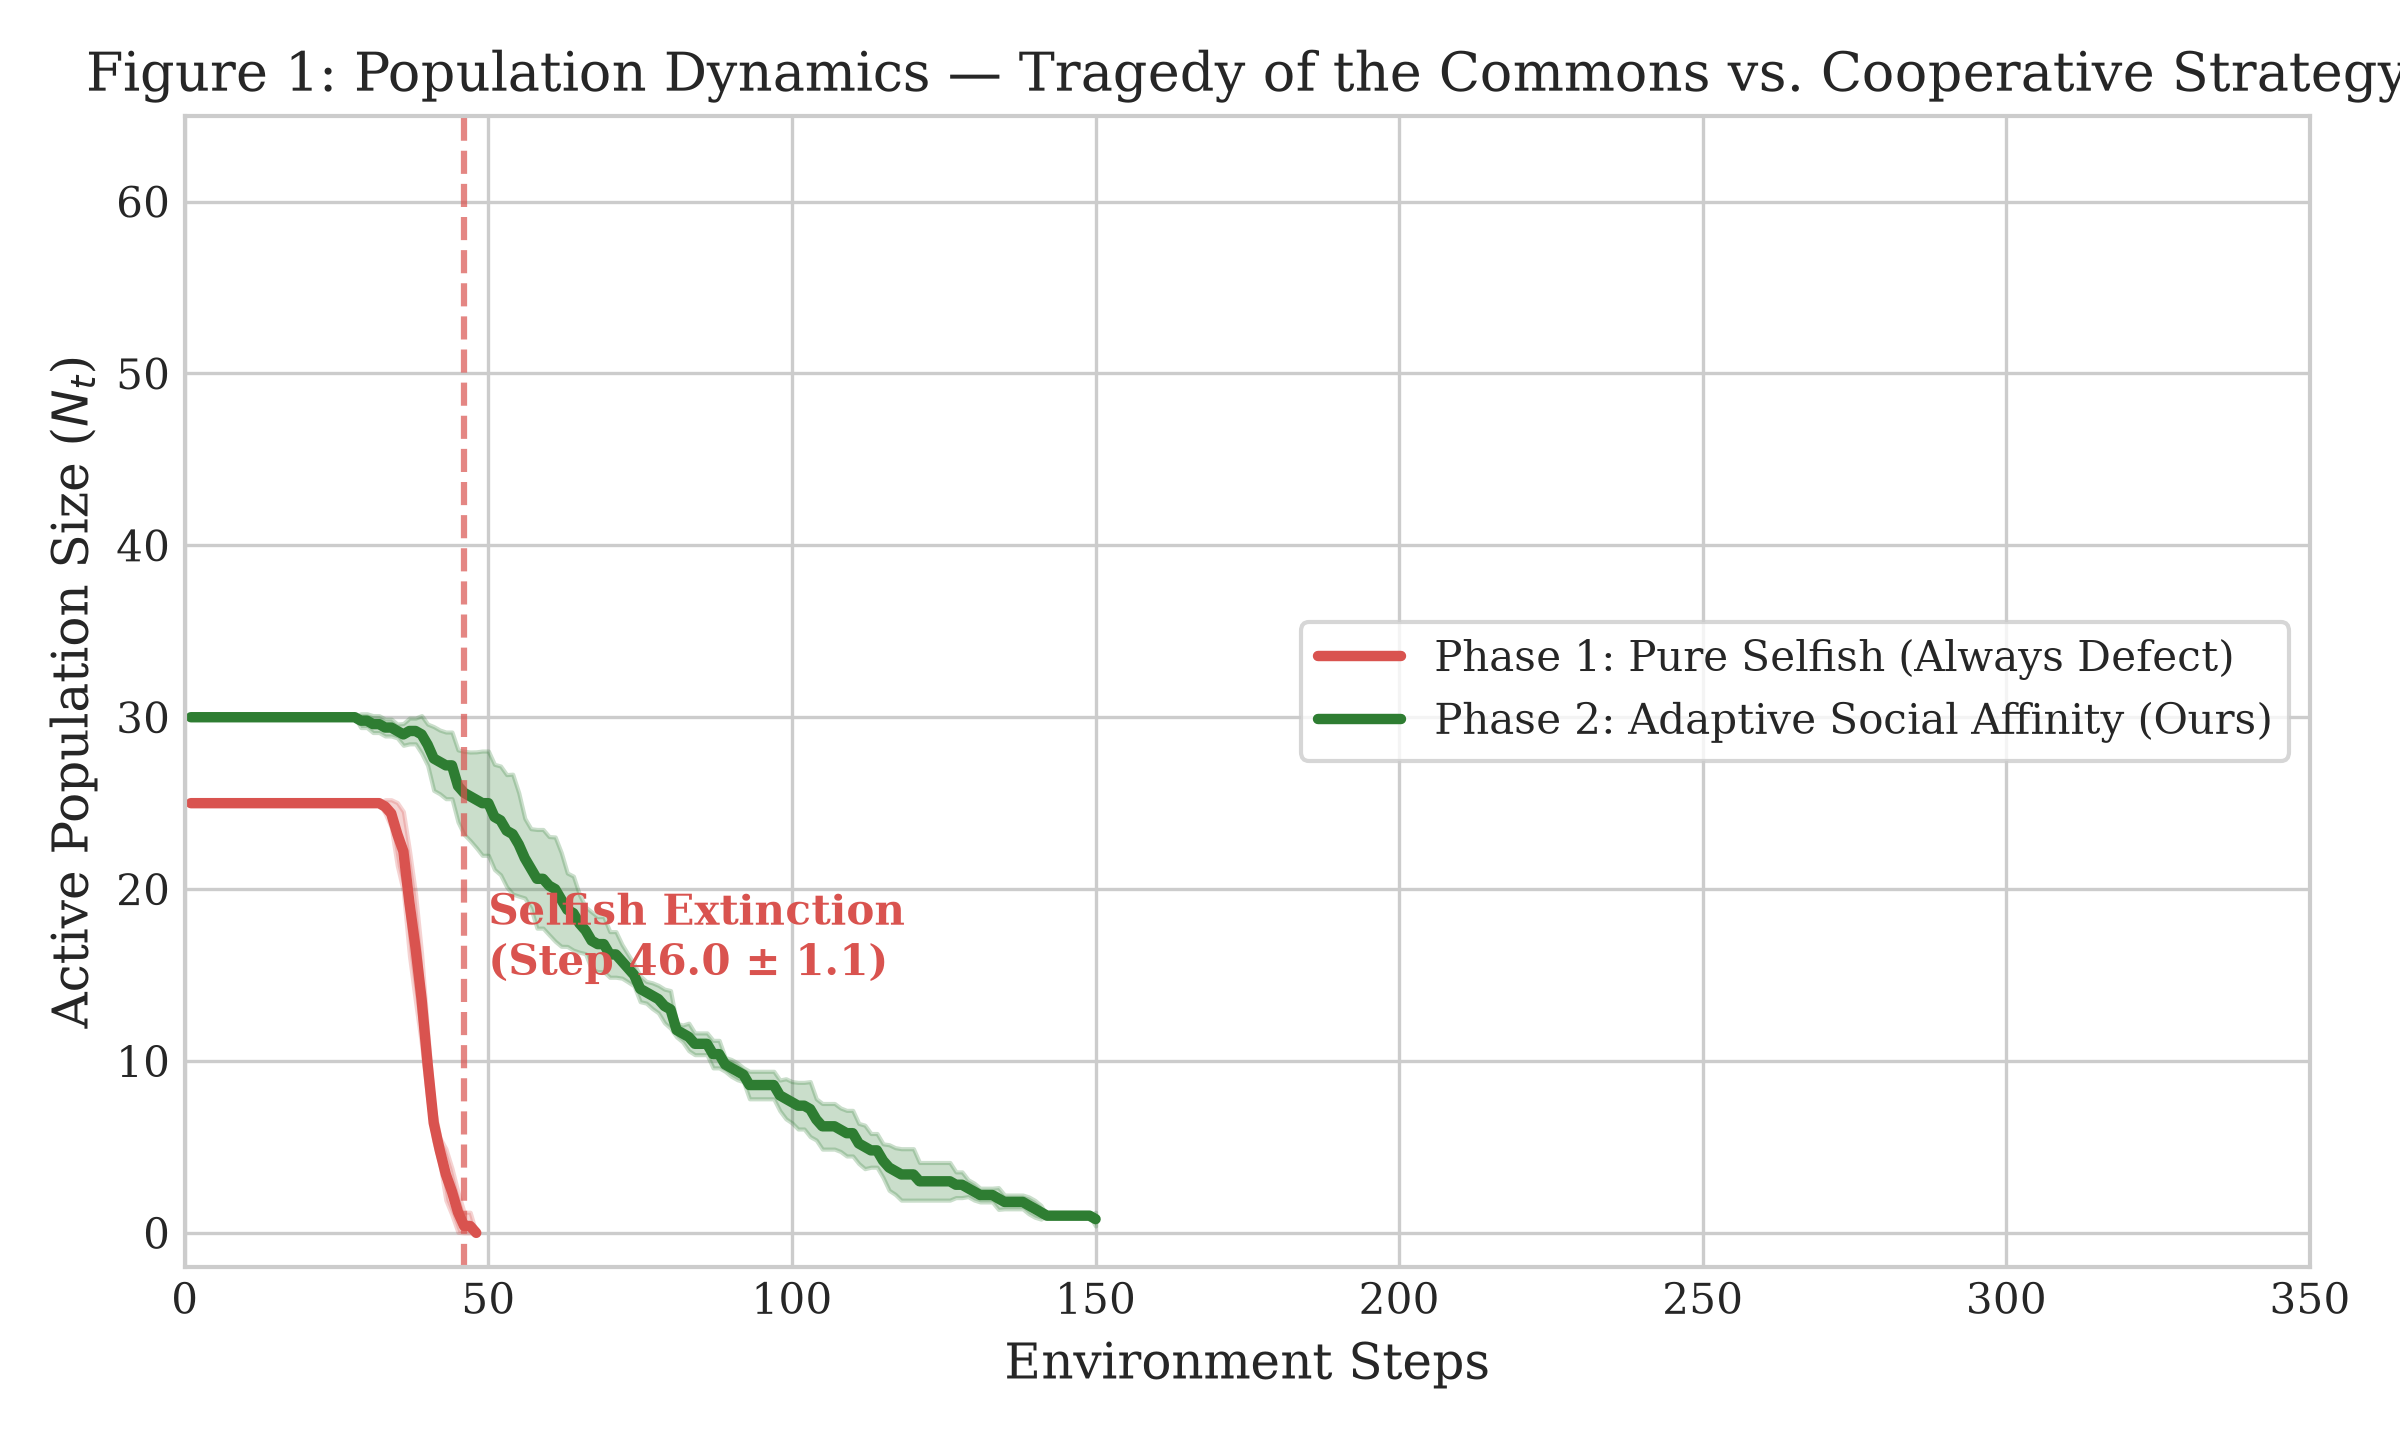 Figure 1: Population Dynamics — Tragedy of the Commons vs. Cooperative Strategy
60
50
40
30
20
10
0
Active Population Size (N_t)
Phase 1: Pure Selfish (Always Defect)
Phase 2: Adaptive Social Affinity (Ours)
Selfish Extinction
(Step 46.0 ± 1.1)
0 50 100 150 200 250 300 350
Environment Steps